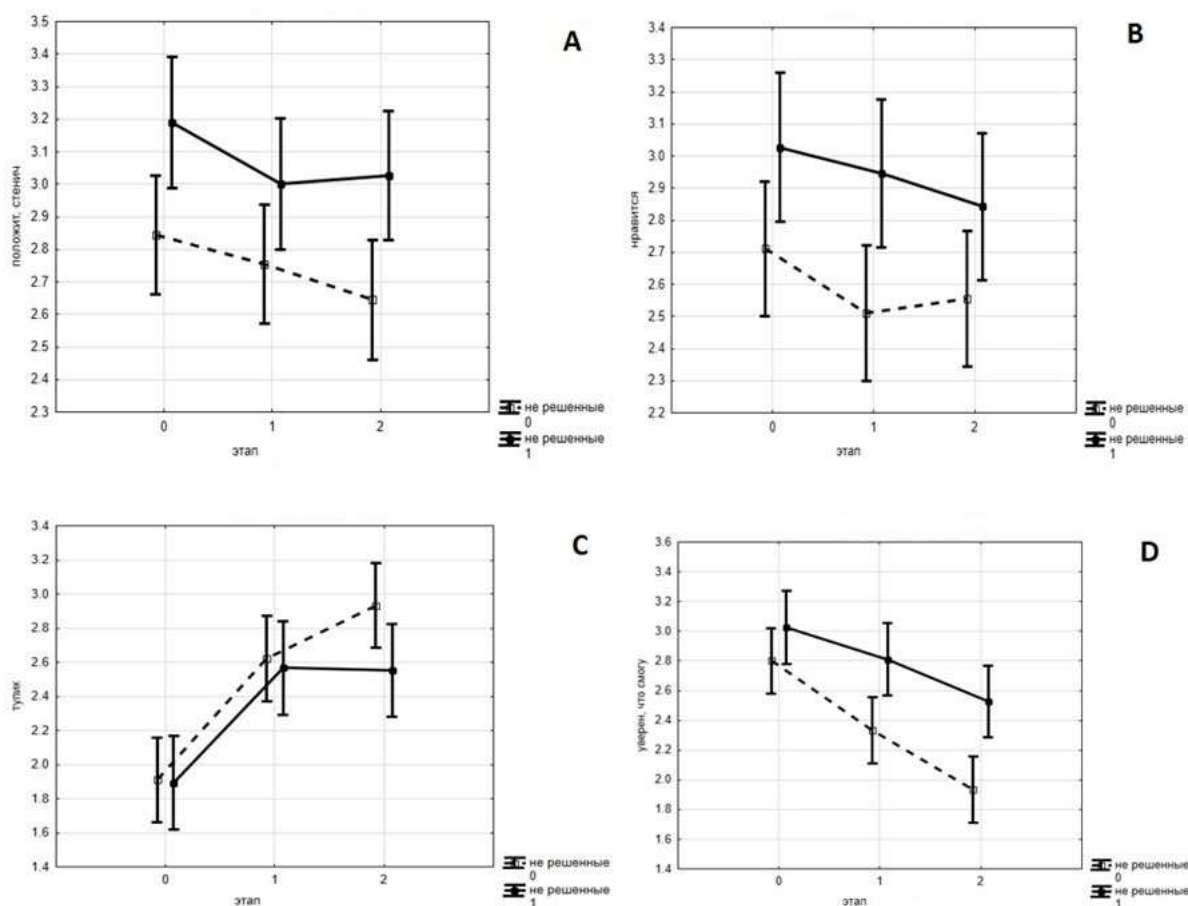 A
положит, стенич
3.5
3.4
3.3
3.2
3.1
3.0
2.9
2.8
2.7
2.6
2.5
2.4
2.3
0 1 2
этап
не решенные
0
не решенные
1
B
нравится
3.4
3.3
3.2
3.1
3.0
2.9
2.8
2.7
2.6
2.5
2.4
2.3
2.2
0 1 2
этап
не решенные
0
не решенные
1
C
тупик
3.4
3.2
3.0
2.8
2.6
2.4
2.2
2.0
1.8
1.6
1.4
0 1 2
этап
не решенные
0
не решенные
1
D
уверен, что смогу
3.6
3.4
3.2
3.0
2.8
2.6
2.4
2.2
2.0
1.8
1.6
1.4
0 1 2
этап
не решенные
0
не решенные
1